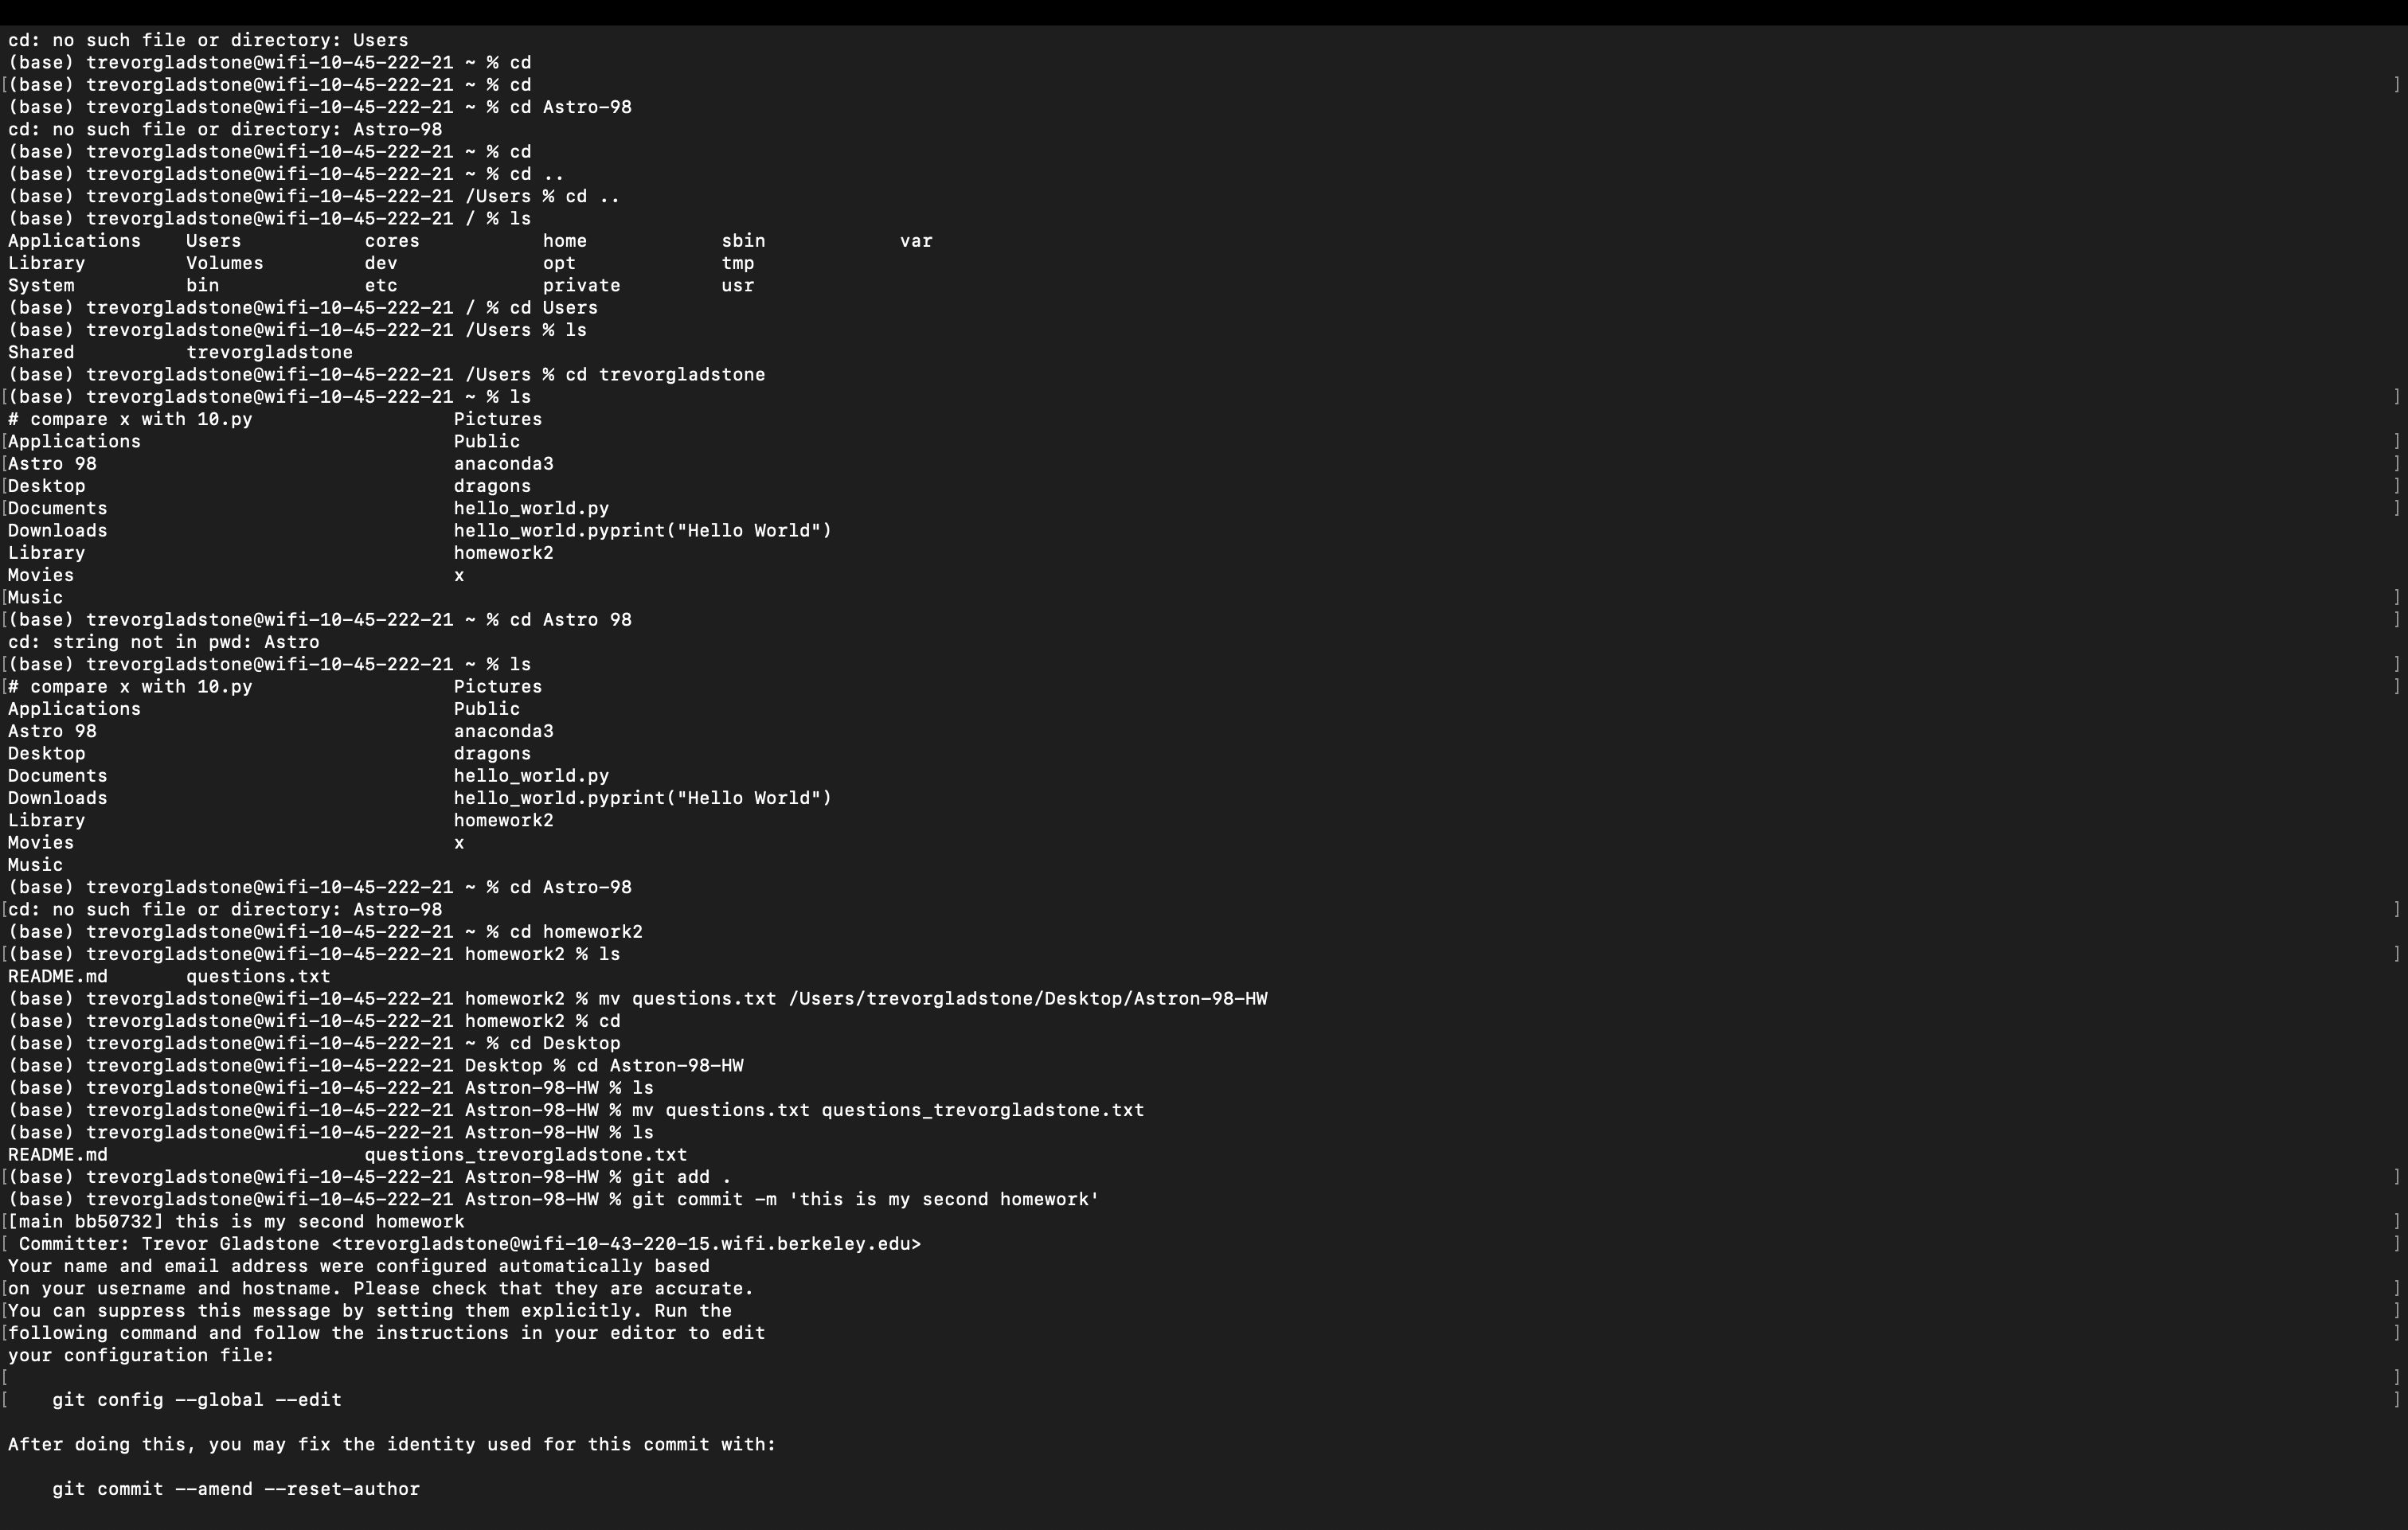 cd: no such file or directory: Users
(base) trevorgladstone@wifi-10-45-222-21 ~ % cd
[(base) trevorgladstone@wifi-10-45-222-21 ~ % cd ]
(base) trevorgladstone@wifi-10-45-222-21 ~ % cd Astro-98
cd: no such file or directory: Astro-98
(base) trevorgladstone@wifi-10-45-222-21 ~ % cd
(base) trevorgladstone@wifi-10-45-222-21 ~ % cd ..
(base) trevorgladstone@wifi-10-45-222-21 /Users % cd ..
(base) trevorgladstone@wifi-10-45-222-21 / % ls
Applications Users cores home sbin var
Library Volumes dev opt tmp
System bin etc private usr
(base) trevorgladstone@wifi-10-45-222-21 / % cd Users
(base) trevorgladstone@wifi-10-45-222-21 /Users % ls
Shared trevorgladstone
(base) trevorgladstone@wifi-10-45-222-21 /Users % cd trevorgladstone
[(base) trevorgladstone@wifi-10-45-222-21 ~ % ls ]
# compare x with 10.py Pictures
[Applications Public ]
[Astro 98 anaconda3 ]
[Desktop dragons ]
[Documents hello_world.py ]
Downloads hello_world.pyprint("Hello World")
Library homework2
Movies x
[Music ]
[(base) trevorgladstone@wifi-10-45-222-21 ~ % cd Astro 98 ]
cd: string not in pwd: Astro
[(base) trevorgladstone@wifi-10-45-222-21 ~ % ls ]
[# compare x with 10.py Pictures ]
Applications Public
Astro 98 anaconda3
Desktop dragons
Documents hello_world.py
Downloads hello_world.pyprint("Hello World")
Library homework2
Movies x
Music
(base) trevorgladstone@wifi-10-45-222-21 ~ % cd Astro-98
[cd: no such file or directory: Astro-98 ]
(base) trevorgladstone@wifi-10-45-222-21 ~ % cd homework2
[(base) trevorgladstone@wifi-10-45-222-21 homework2 % ls ]
README.md questions.txt
(base) trevorgladstone@wifi-10-45-222-21 homework2 % mv questions.txt /Users/trevorgladstone/Desktop/Astron-98-HW
(base) trevorgladstone@wifi-10-45-222-21 homework2 % cd
(base) trevorgladstone@wifi-10-45-222-21 ~ % cd Desktop
(base) trevorgladstone@wifi-10-45-222-21 Desktop % cd Astron-98-HW
(base) trevorgladstone@wifi-10-45-222-21 Astron-98-HW % ls
(base) trevorgladstone@wifi-10-45-222-21 Astron-98-HW % mv questions.txt questions_trevorgladstone.txt
(base) trevorgladstone@wifi-10-45-222-21 Astron-98-HW % ls
README.md questions_trevorgladstone.txt
[(base) trevorgladstone@wifi-10-45-222-21 Astron-98-HW % git add . ]
(base) trevorgladstone@wifi-10-45-222-21 Astron-98-HW % git commit -m 'this is my second homework'
[[main bb50732] this is my second homework ]
[ Committer: Trevor Gladstone <trevorgladstone@wifi-10-43-220-15.wifi.berkeley.edu> ]
Your name and email address were configured automatically based
[on your username and hostname. Please check that they are accurate. ]
[You can suppress this message by setting them explicitly. Run the ]
[following command and follow the instructions in your editor to edit ]
your configuration file:
[ ]
[ git config --global --edit ]
After doing this, you may fix the identity used for this commit with:
git commit --amend --reset-author